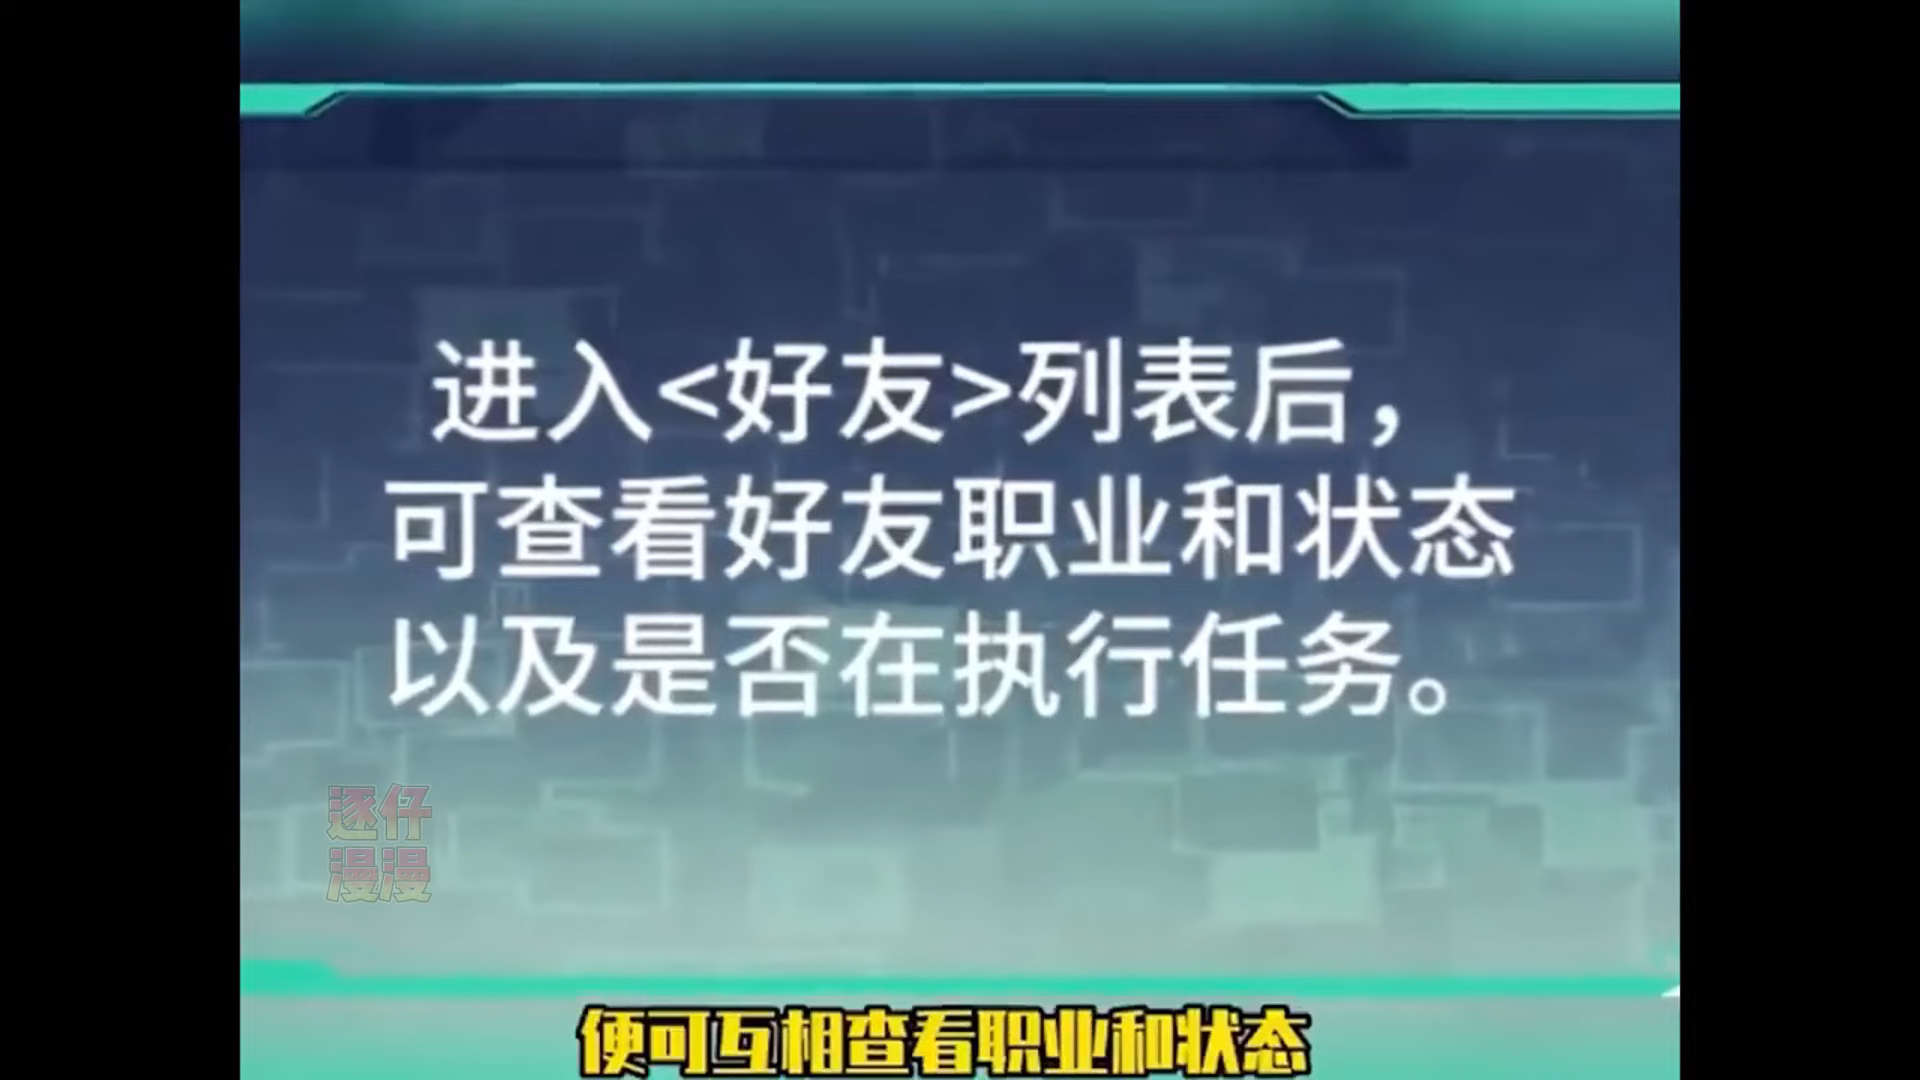 进入<好友>列表后，
可查看好友职业和状态
以及是否在执行任务。
逐仔
漫漫
便可互相查看职业和状态